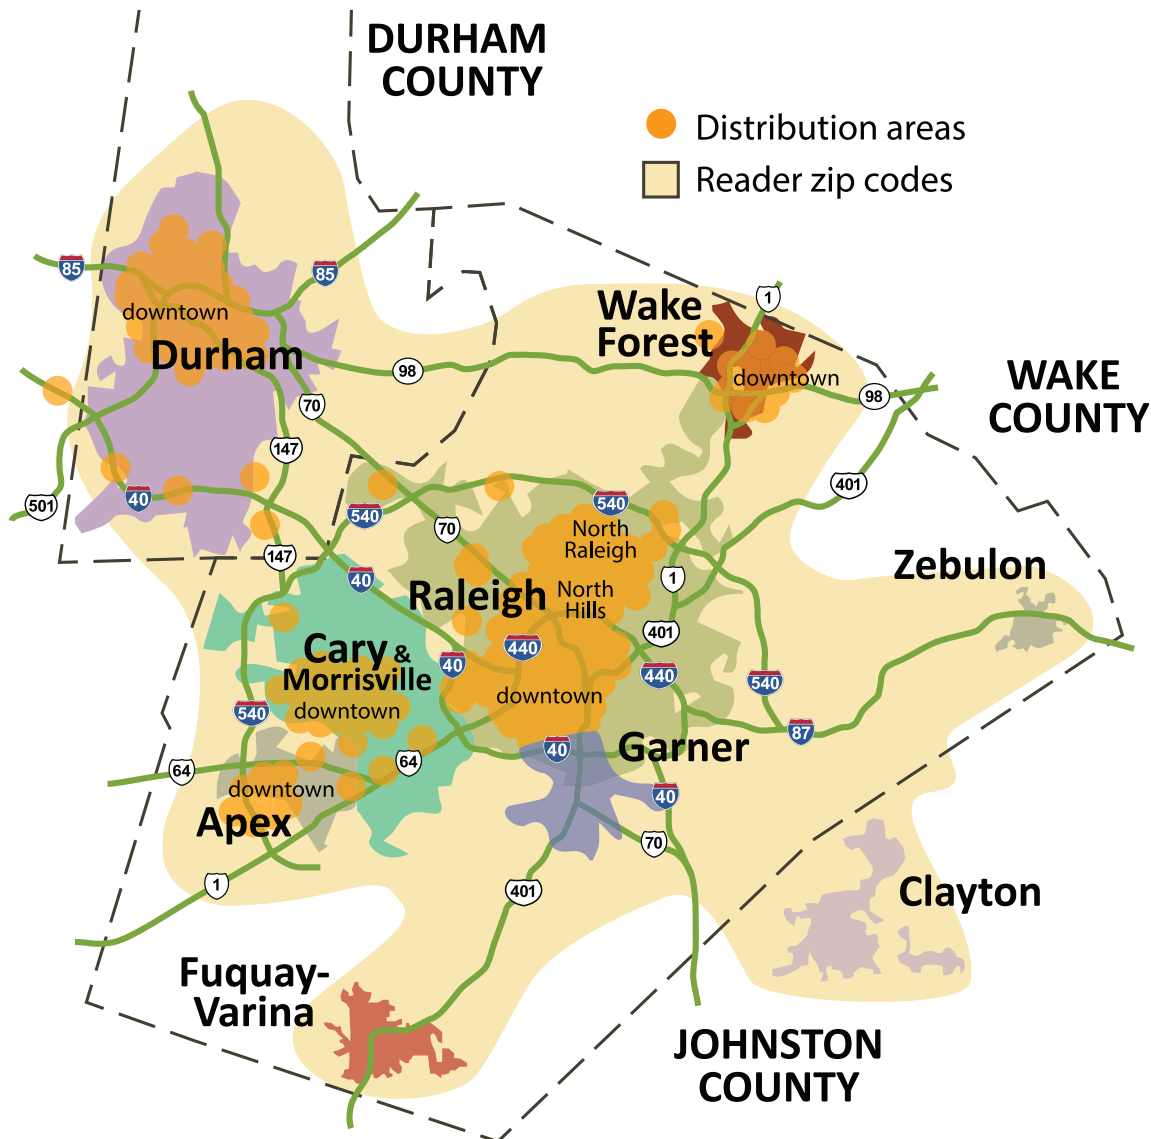 DURHAM
COUNTY
Distribution areas
Reader zip codes
85
85
downtown
Durham
Wake
Forest
1
downtown
98
98
WAKE
COUNTY
70
147
501
40
540
70
540
401
North
Raleigh
147
40
Raleigh
North
Hills
1
Zebulon
401
440
Cary &
Morrisville
downtown
40
downtown
440
540
540
87
64
64
40
Garner
40
downtown
Apex
70
1
401
Clayton
Fuquay-
Varina
JOHNSTON
COUNTY